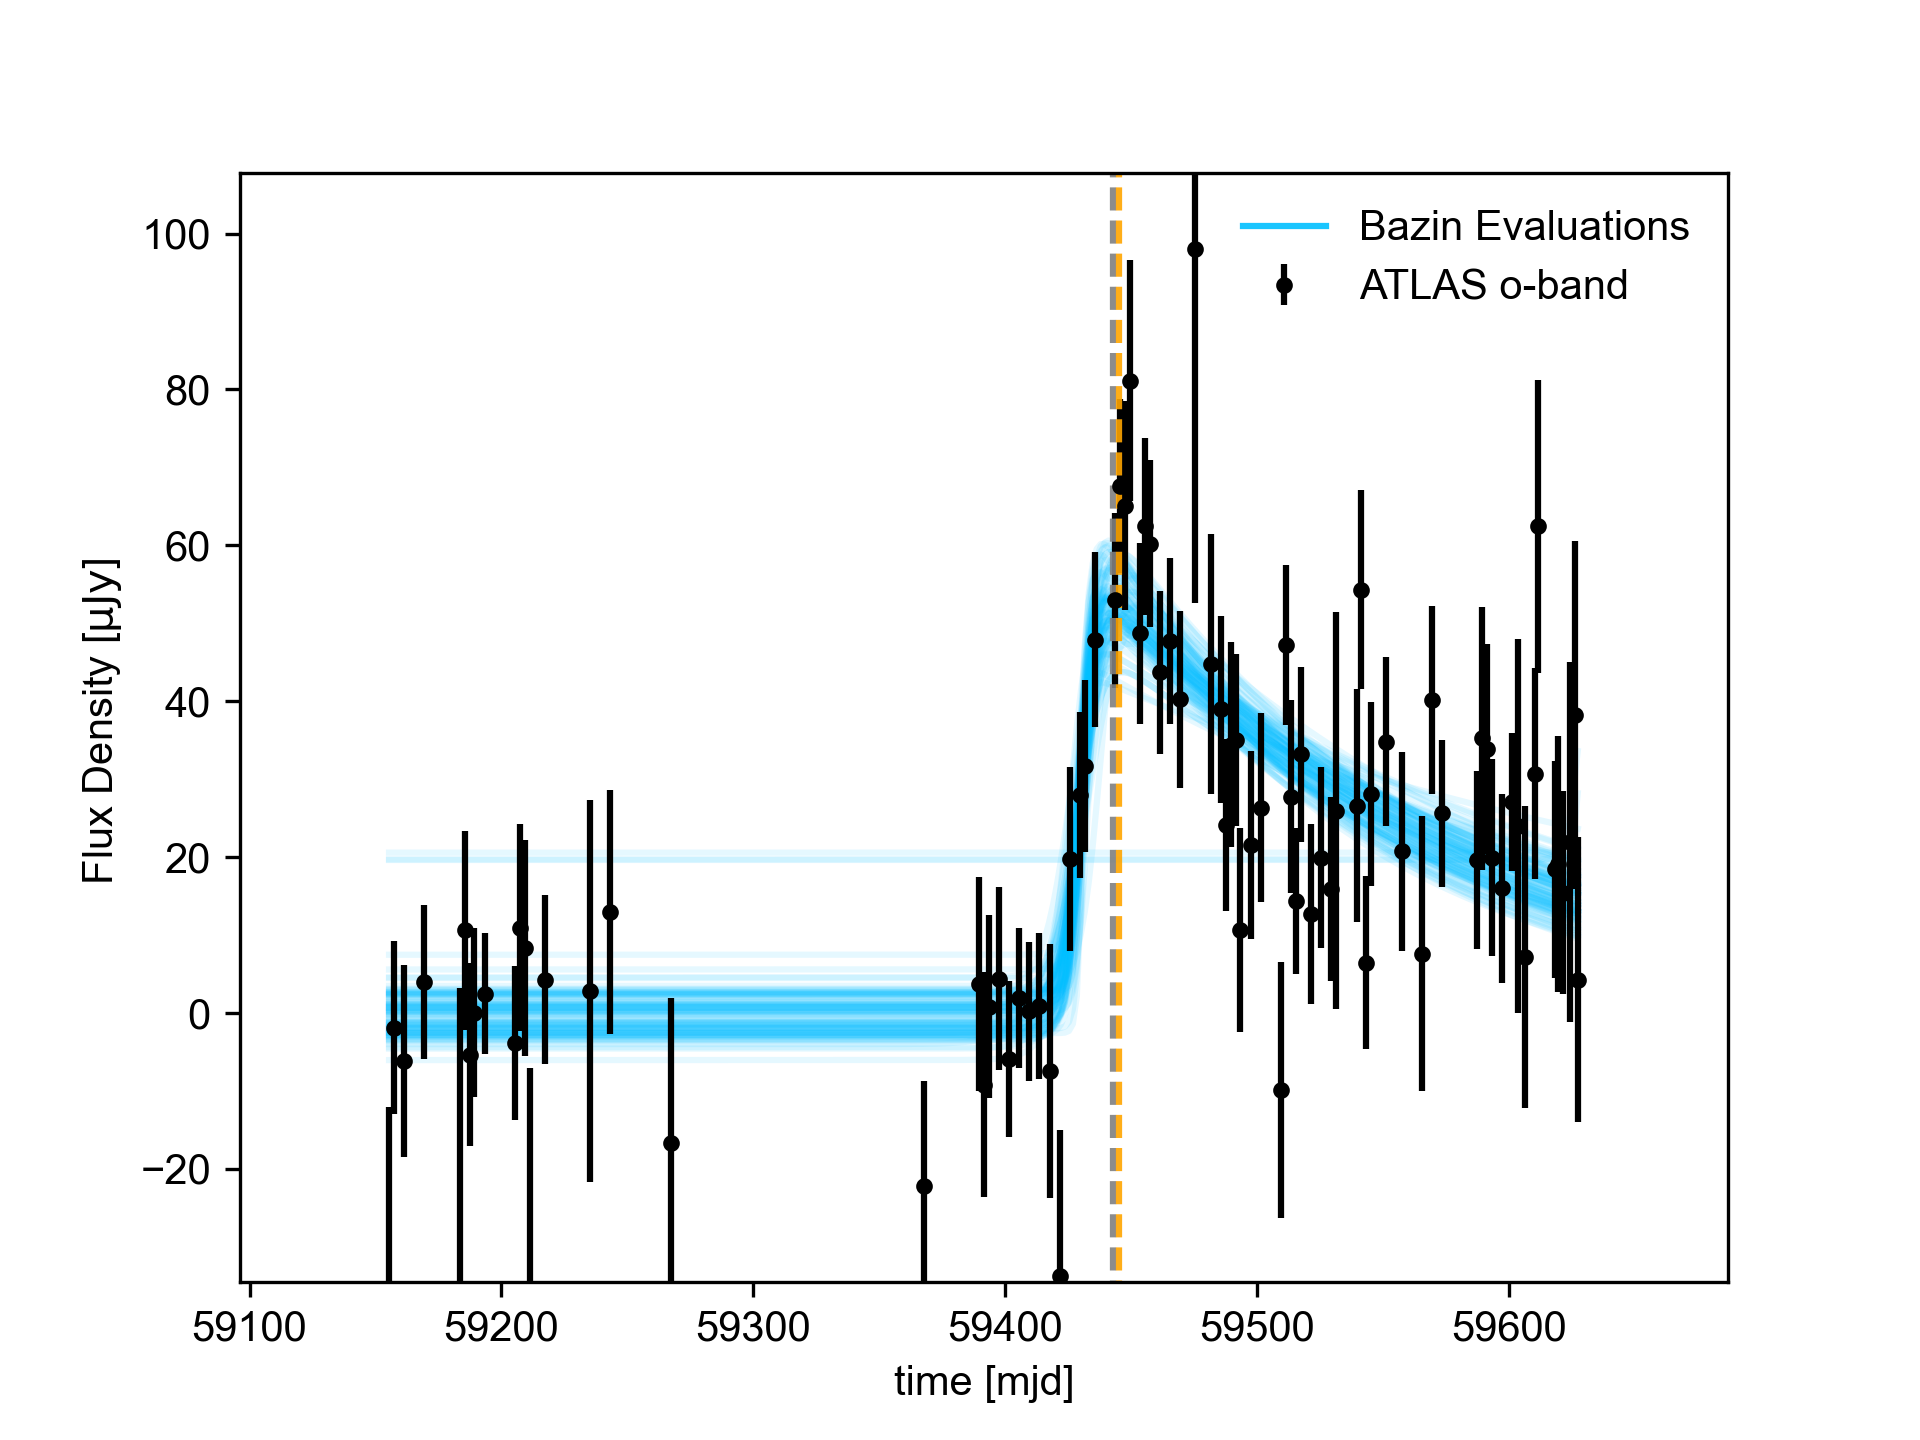 Bazin Evaluations
ATLAS o-band
100
80
60
40
20
0
−20
Flux Density [µJy]
59100 59200 59300 59400 59500 59600
time [mjd]